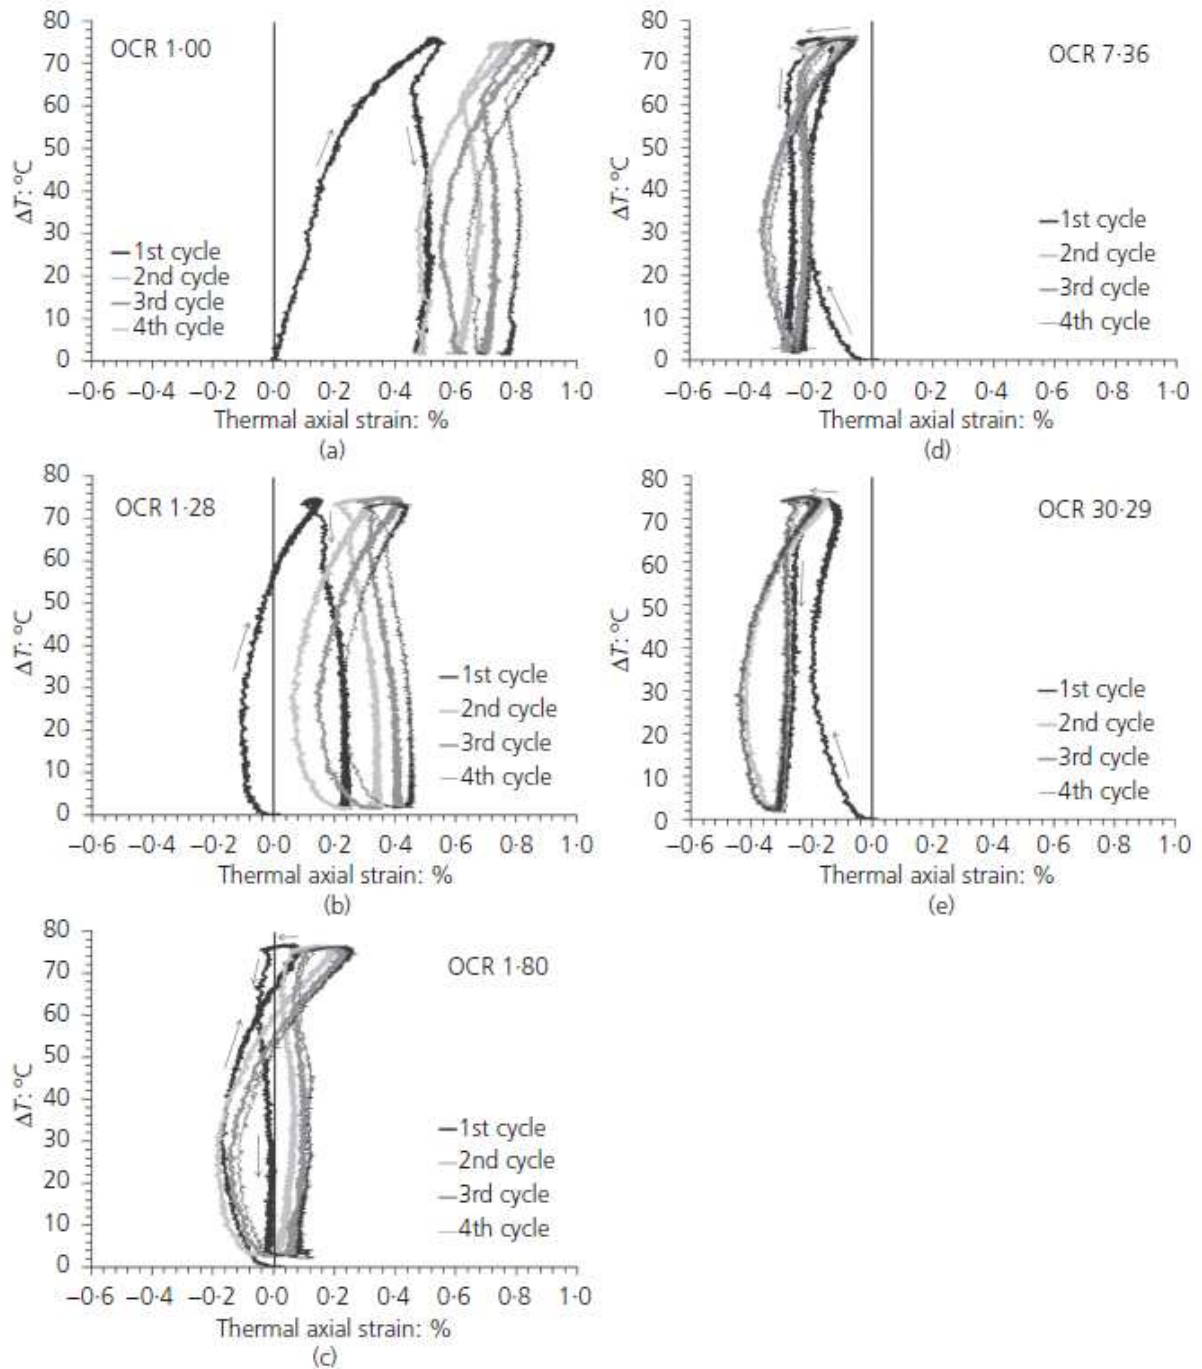 80
70
60
50
40
30
20
10
0
ΔT: °C
OCR 1·00
1st cycle
2nd cycle
3rd cycle
4th cycle
−0·6 −0·4 −0·2 0·0 0·2 0·4 0·6 0·8 1·0
Thermal axial strain: %
(a)
80
70
60
50
40
30
20
10
0
ΔT: °C
OCR 7·36
1st cycle
2nd cycle
3rd cycle
4th cycle
−0·6 −0·4 −0·2 0·0 0·2 0·4 0·6 0·8 1·0
Thermal axial strain: %
(d)
80
70
60
50
40
30
20
10
0
ΔT: °C
OCR 1·28
1st cycle
2nd cycle
3rd cycle
4th cycle
−0·6 −0·4 −0·2 0·0 0·2 0·4 0·6 0·8 1·0
Thermal axial strain: %
(b)
80
70
60
50
40
30
20
10
0
ΔT: °C
OCR 30·29
1st cycle
2nd cycle
3rd cycle
4th cycle
−0·6 −0·4 −0·2 0·0 0·2 0·4 0·6 0·8 1·0
Thermal axial strain: %
(e)
80
70
60
50
40
30
20
10
0
ΔT: °C
OCR 1·80
1st cycle
2nd cycle
3rd cycle
4th cycle
−0·6 −0·4 −0·2 0·0 0·2 0·4 0·6 0·8 1·0
Thermal axial strain: %
(c)